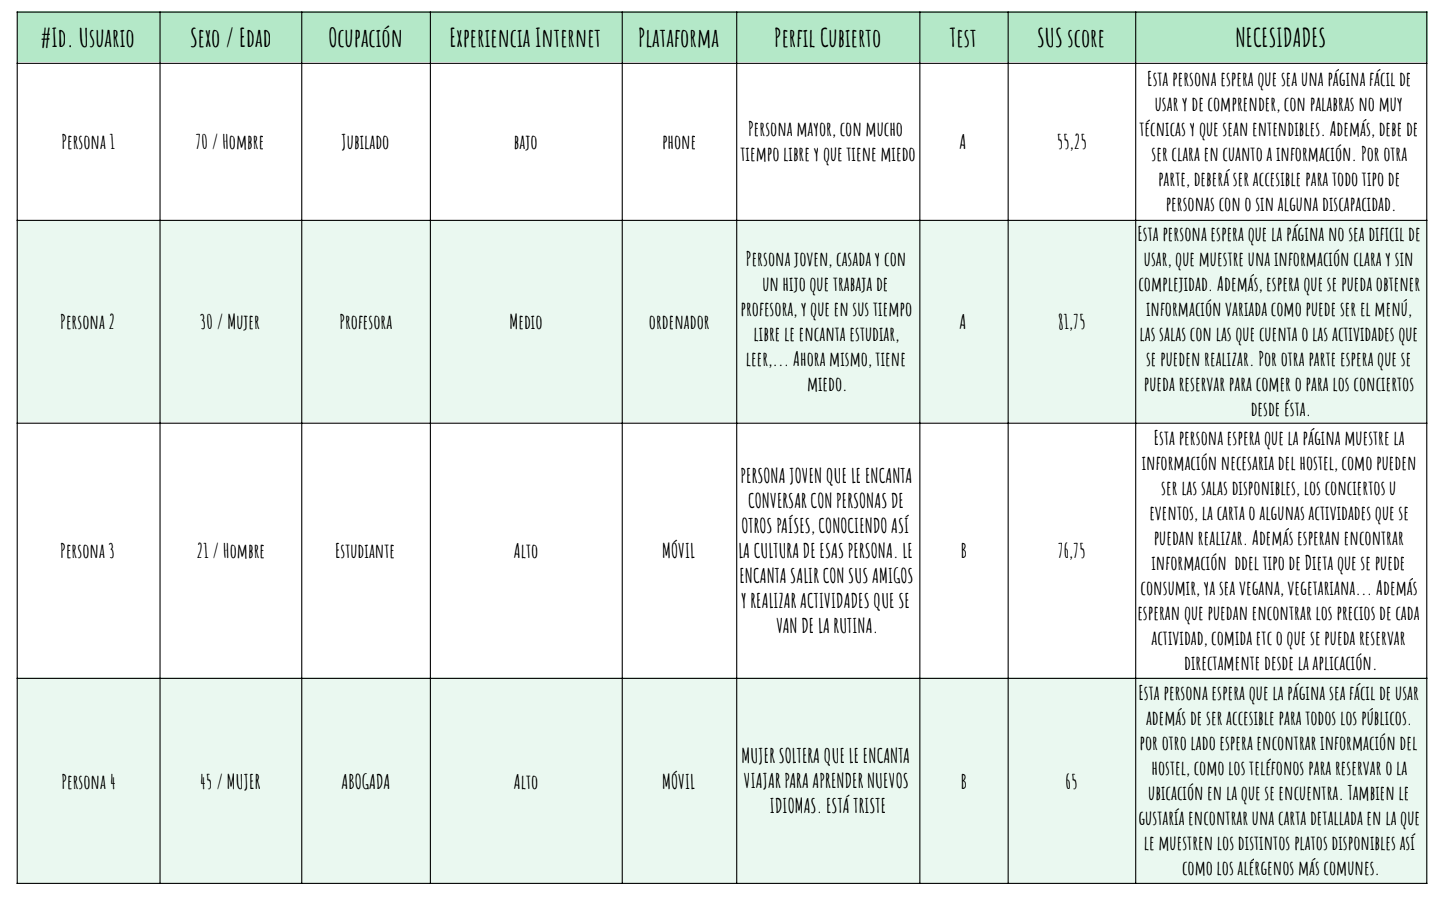 #Id. Usuario
Sexo / Edad
Ocupación
Experiencia Internet
Plataforma
Perfil Cubierto
Test
SUS score
NECESIDADES
Persona 1
70 / Hombre
Jubilado
bajo
phone
Persona mayor, con mucho
tiempo libre y que tiene miedo
A
55,25
Esta persona espera que sea una página fácil de
usar y de comprender, con palabras no muy
técnicas y que sean entendibles. Además, debe de
ser clara en cuanto a información. Por otra
parte, deberá ser accesible para todo tipo de
personas con o sin alguna discapacidad.
Persona 2
30 / Mujer
Profesora
Medio
ordenador
Persona joven, casada y con
un hijo que trabaja de
profesora, y que en sus tiempo
libre le encanta estudiar,
leer,... Ahora mismo, tiene
miedo.
A
81,75
Esta persona espera que la página no sea dificil de
usar, que muestre una información clara y sin
complejidad. Además, espera que se pueda obtener
información variada como puede ser el menú,
las salas con las que cuenta o las actividades que
se pueden realizar. Por otra parte espera que se
pueda reservar para comer o para los conciertos
desde ésta.
Persona 3
21 / Hombre
Estudiante
Alto
MÓVIL
PERSONA JOVEN QUE LE ENCANTA
CONVERSAR CON PERSONAS DE
OTROS PAÍSES, CONOCIENDO ASÍ
LA CULTURA DE ESAS PERSONA. LE
ENCANTA SALIR CON SUS AMIGOS
Y REALIZAR ACTIVIDADES QUE SE
VAN DE LA RUTINA.
B
76,75
Esta persona espera que la página muestre la
información necesaria del hostel, como pueden
ser las salas disponibles, los conciertos u
eventos, la carta o algunas actividades que se
puedan realizar. Además esperan encontrar
información ddel tipo de Dieta que se puede
consumir, ya sea vegana, vegetariana... Además
esperan que puedan encontrar los precios de cada
actividad, comida etc o que se pueda reservar
directamente desde la aplicación.
Persona 4
45 / MUJER
ABOGADA
Alto
MÓVIL
MUJER SOLTERA QUE LE ENCANTA
VIAJAR PARA APRENDER NUEVOS
IDIOMAS. ESTÁ TRISTE
B
65
Esta persona espera que la página sea fácil de usar
además de ser accesible para todos los públicos.
por otro lado espera encontrar información del
hostel, como los teléfonos para reservar o la
ubicación en la que se encuentra. Tambien le
gustaría encontrar una carta detallada en la que
le muestren los distintos platos disponibles así
como los alérgenos más comunes.